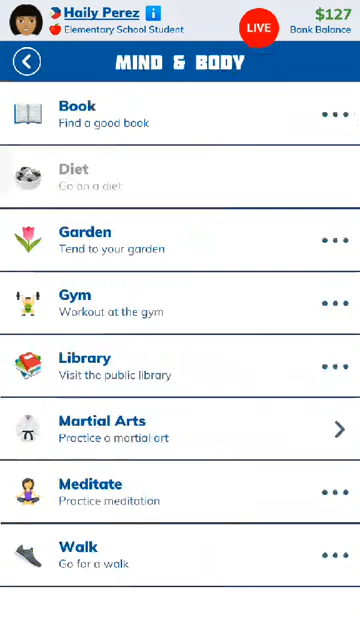 Haily Perez i
Elementary School Student
LIVE
$127
Bank Balance
MIND & BODY
Book
Find a good book
Diet
Go on a diet
Garden
Tend to your garden
Gym
Workout at the gym
Library
Visit the public library
Martial Arts
Practice a martial art
Meditate
Practice meditation
Walk
Go for a walk